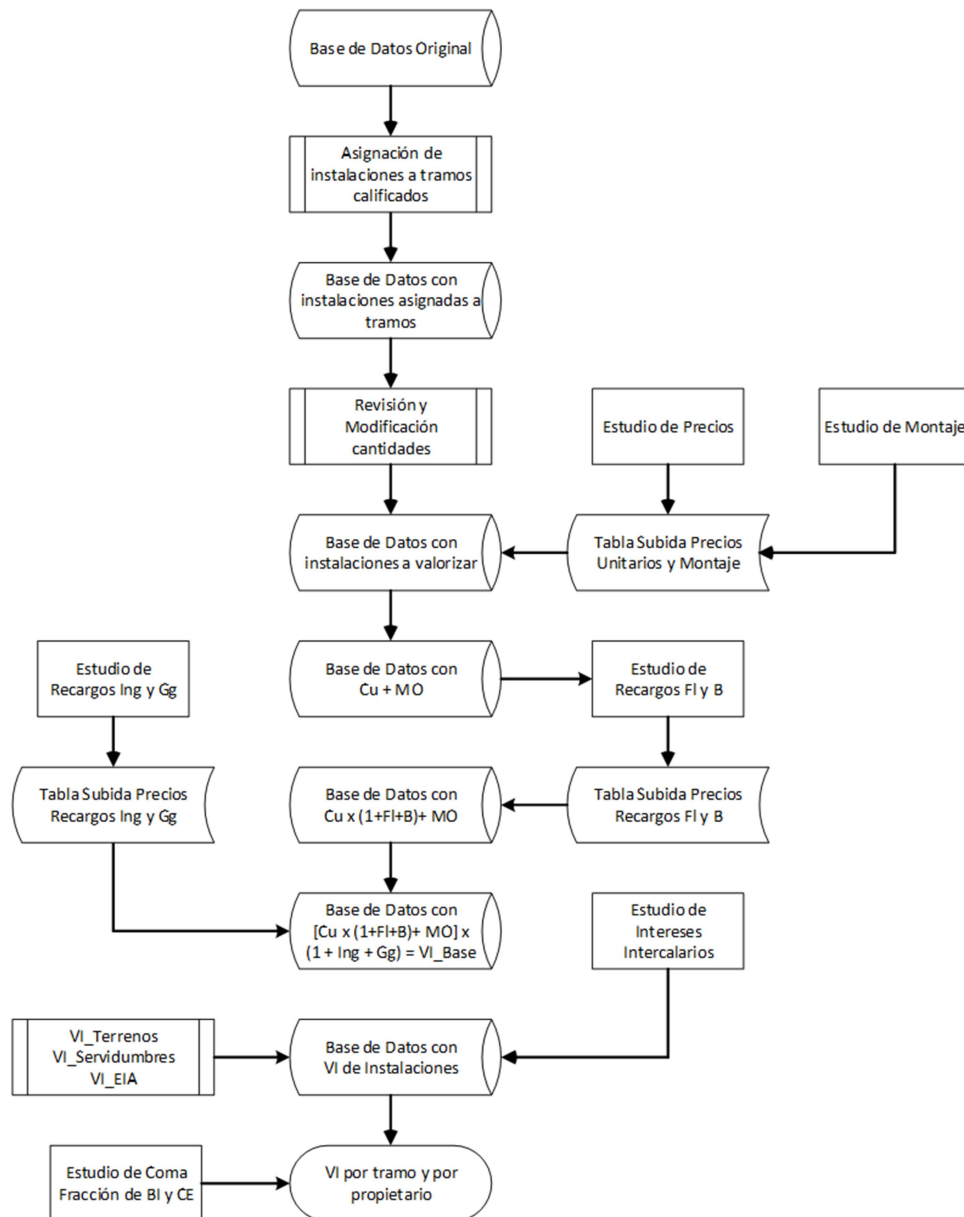 Base de Datos Original
Asignación de
instalaciones a tramos
calificados
Base de Datos con
instalaciones asignadas a
tramos
Revisión y
Modificación
cantidades
Estudio de Precios
Estudio de Montaje
Base de Datos con
instalaciones a valorizar
Tabla Subida Precios
Unitarios y Montaje
Estudio de
Recargos Ing y Gg
Base de Datos con
Cu + MO
Estudio de
Recargos Fl y B
Tabla Subida Precios
Recargos Ing y Gg
Base de Datos con
Cu x (1+Fl+B)+ MO
Tabla Subida Precios
Recargos Fl y B
Base de Datos con
[Cu x (1+Fl+B)+ MO] x
(1 + Ing + Gg) = VI_Base
Estudio de
Intereses
Intercalarios
VI_Terrenos
VI_Servidumbres
VI_EIA
Base de Datos con
VI de Instalaciones
Estudio de Coma
Fracción de BI y CE
VI por tramo y por
propietario